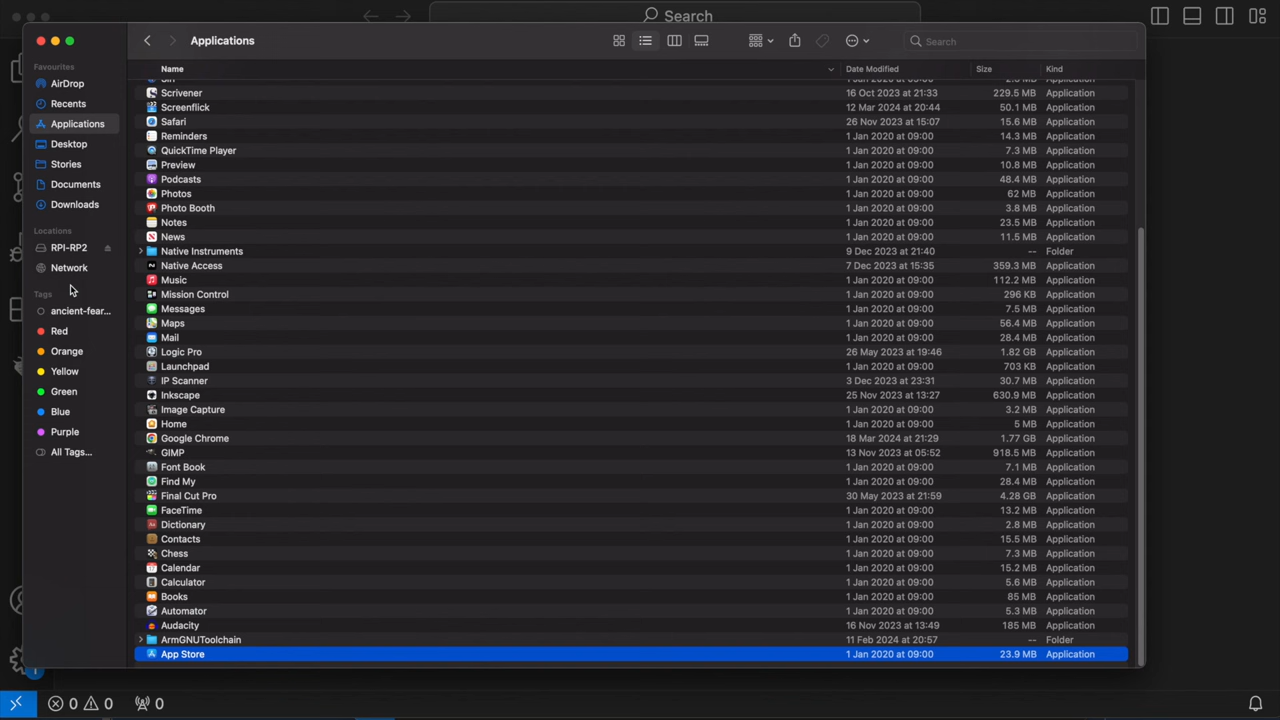 Search
Applications
Search
Favourites
AirDrop
Recents
Applications
Desktop
Stories
Documents
Downloads
Locations
RPI-RP2
Network
Tags
ancient-fear...
Red
Orange
Yellow
Green
Blue
Purple
All Tags...
Name Date Modified Size Kind
Scrivener 16 Oct 2023 at 21:33 229.5 MB Application
Screenflick 12 Mar 2024 at 20:44 50.1 MB Application
Safari 26 Nov 2023 at 15:07 15.6 MB Application
Reminders 1 Jan 2020 at 09:00 14.3 MB Application
QuickTime Player 1 Jan 2020 at 09:00 7.3 MB Application
Preview 1 Jan 2020 at 09:00 10.8 MB Application
Podcasts 1 Jan 2020 at 09:00 48.4 MB Application
Photos 1 Jan 2020 at 09:00 62 MB Application
Photo Booth 1 Jan 2020 at 09:00 3.8 MB Application
Notes 1 Jan 2020 at 09:00 23.5 MB Application
News 1 Jan 2020 at 09:00 11.5 MB Application
Native Instruments 9 Dec 2023 at 21:40 -- Folder
Native Access 7 Dec 2023 at 15:35 359.3 MB Application
Music 1 Jan 2020 at 09:00 112.2 MB Application
Mission Control 1 Jan 2020 at 09:00 296 KB Application
Messages 1 Jan 2020 at 09:00 7.5 MB Application
Maps 1 Jan 2020 at 09:00 56.4 MB Application
Mail 1 Jan 2020 at 09:00 28.4 MB Application
Logic Pro 26 May 2023 at 19:46 1.82 GB Application
Launchpad 1 Jan 2020 at 09:00 703 KB Application
IP Scanner 3 Dec 2023 at 23:31 30.7 MB Application
Inkscape 25 Nov 2023 at 13:27 630.9 MB Application
Image Capture 1 Jan 2020 at 09:00 3.2 MB Application
Home 1 Jan 2020 at 09:00 5 MB Application
Google Chrome 18 Mar 2024 at 21:29 1.77 GB Application
GIMP 13 Nov 2023 at 05:52 918.5 MB Application
Font Book 1 Jan 2020 at 09:00 7.1 MB Application
Find My 1 Jan 2020 at 09:00 28.4 MB Application
Final Cut Pro 30 May 2023 at 21:59 4.28 GB Application
FaceTime 1 Jan 2020 at 09:00 13.2 MB Application
Dictionary 1 Jan 2020 at 09:00 2.8 MB Application
Contacts 1 Jan 2020 at 09:00 15.5 MB Application
Chess 1 Jan 2020 at 09:00 7.3 MB Application
Calendar 1 Jan 2020 at 09:00 15.2 MB Application
Calculator 1 Jan 2020 at 09:00 5.6 MB Application
Books 1 Jan 2020 at 09:00 85 MB Application
Automator 1 Jan 2020 at 09:00 5.3 MB Application
Audacity 16 Nov 2023 at 13:49 185 MB Application
ArmGNUToolchain 11 Feb 2024 at 20:57 -- Folder
App Store 1 Jan 2020 at 09:00 23.9 MB Application
0 0 0